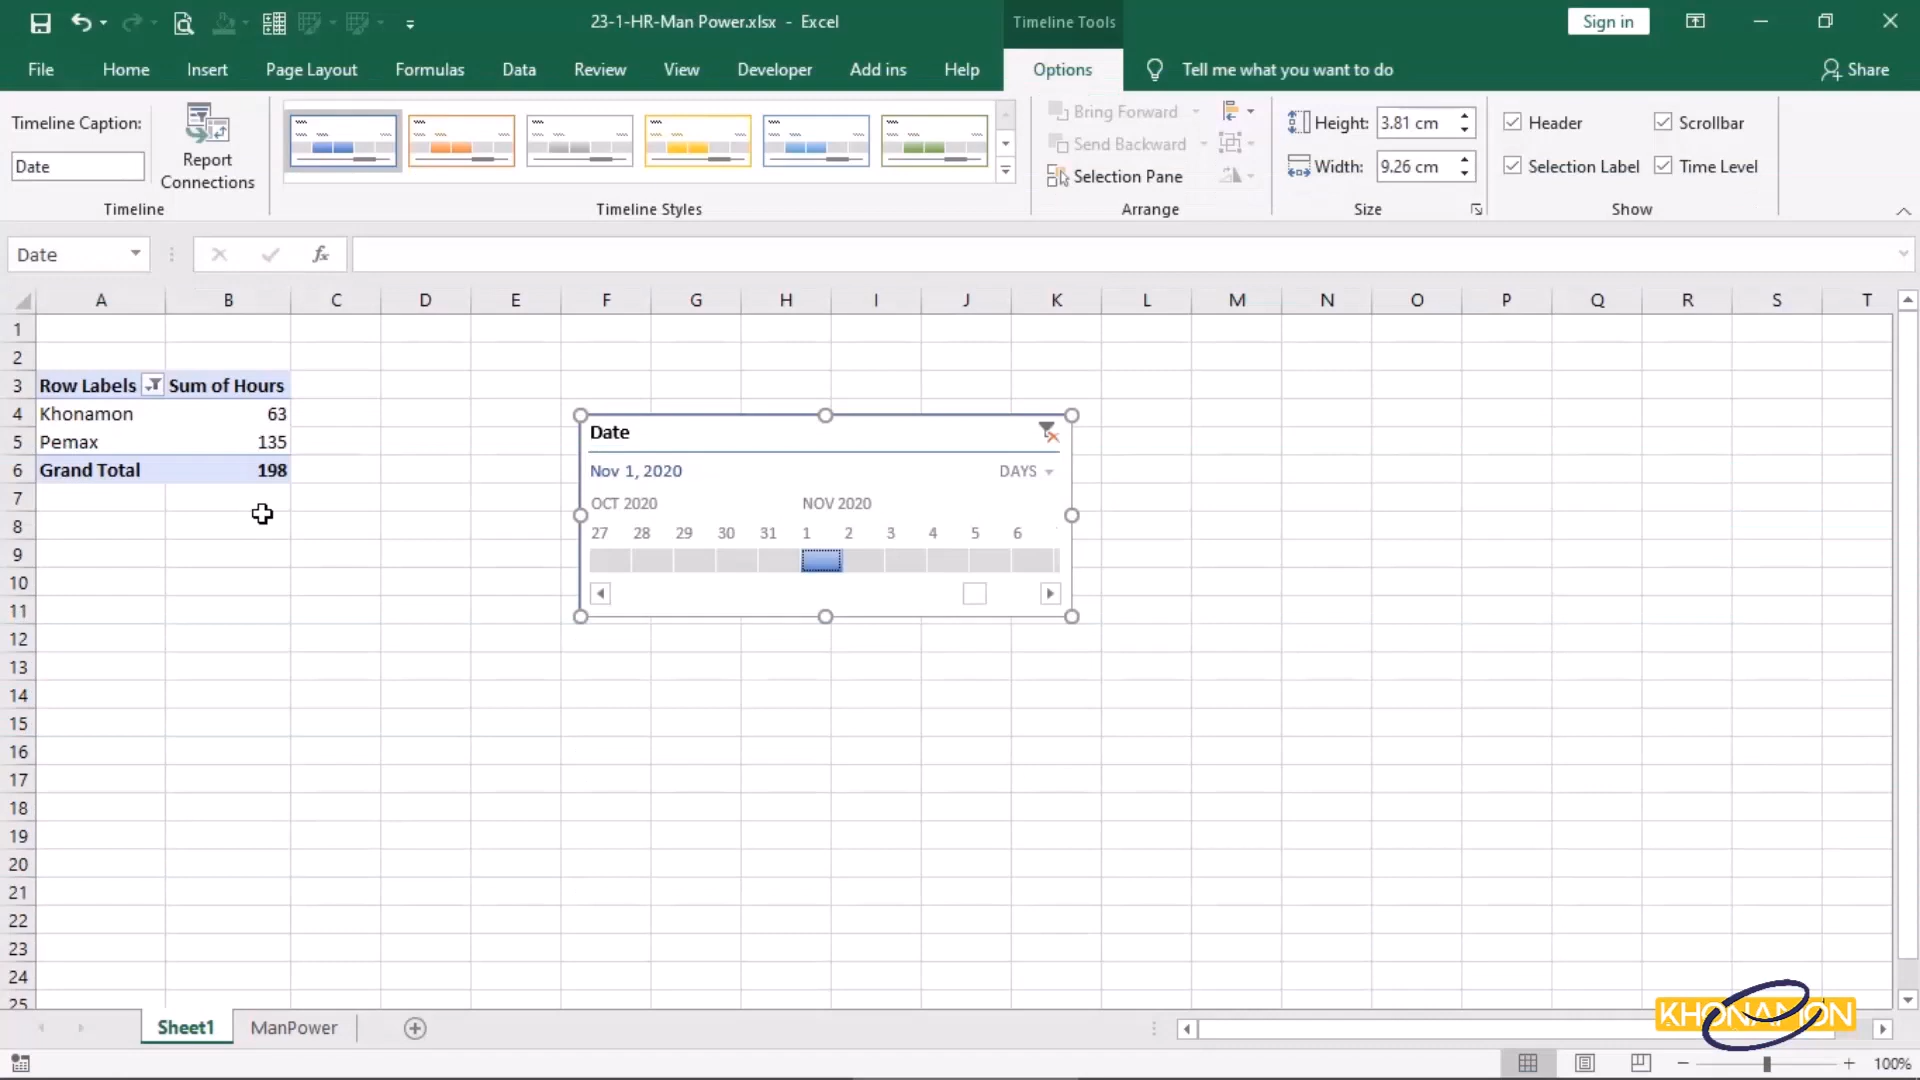 23-1-HR-Man Power.xlsx - Excel
Timeline Tools
Sign in
File Home Insert Page Layout Formulas Data Review View Developer Add ins Help Options Tell me what you want to do Share
Timeline Caption:
Date
Report
Connections
Timeline
Timeline Styles
Bring Forward
Send Backward
Selection Pane
Arrange
Height: 3.81 cm
Width: 9.26 cm
Size
Header Scrollbar
Selection Label Time Level
Show
Date fx
A B C D E F G H I J K L M N O P Q R S T
1
2
3 Row Labels Sum of Hours
4 Khonamon 63
5 Pemax 135
6 Grand Total 198
7
8
9
10
11
12
13
14
15
16
17
18
19
20
21
22
23
24
25
Date
Nov 1, 2020 DAYS
OCT 2020 NOV 2020
27 28 29 30 31 1 2 3 4 5 6
KHONAMON
Sheet1 ManPower
100%